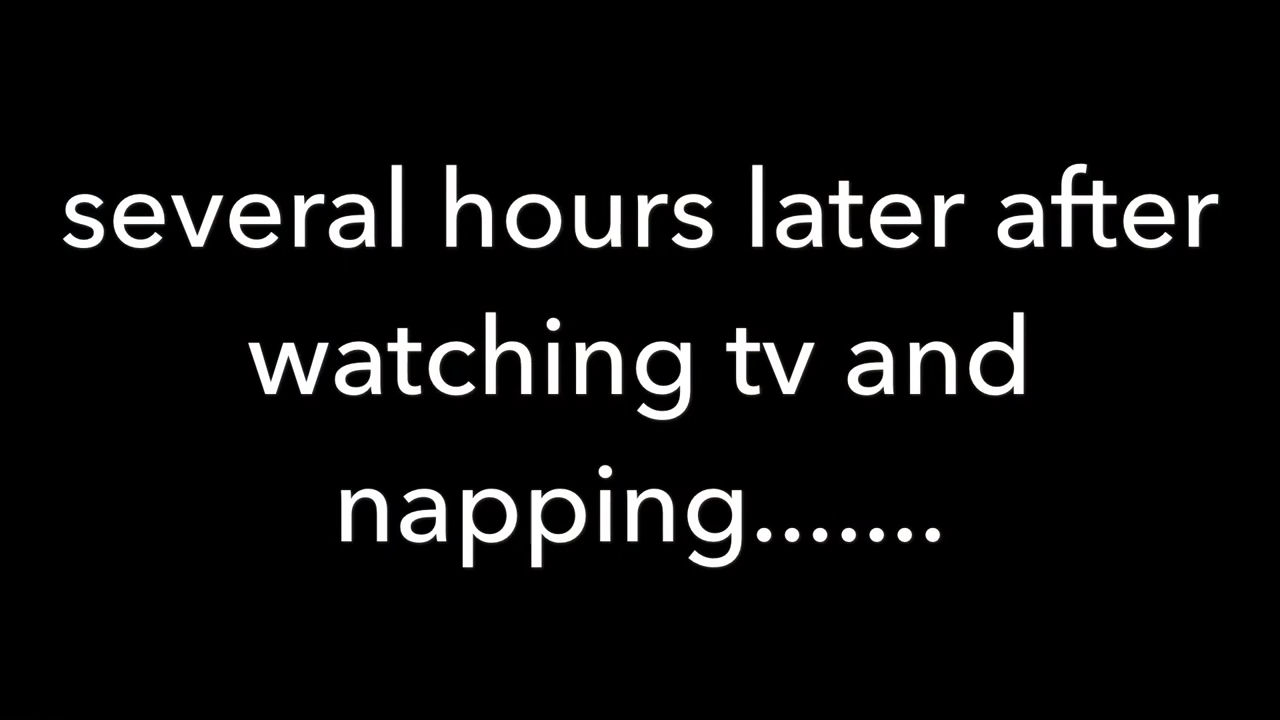 several hours later after
watching tv and
napping.......